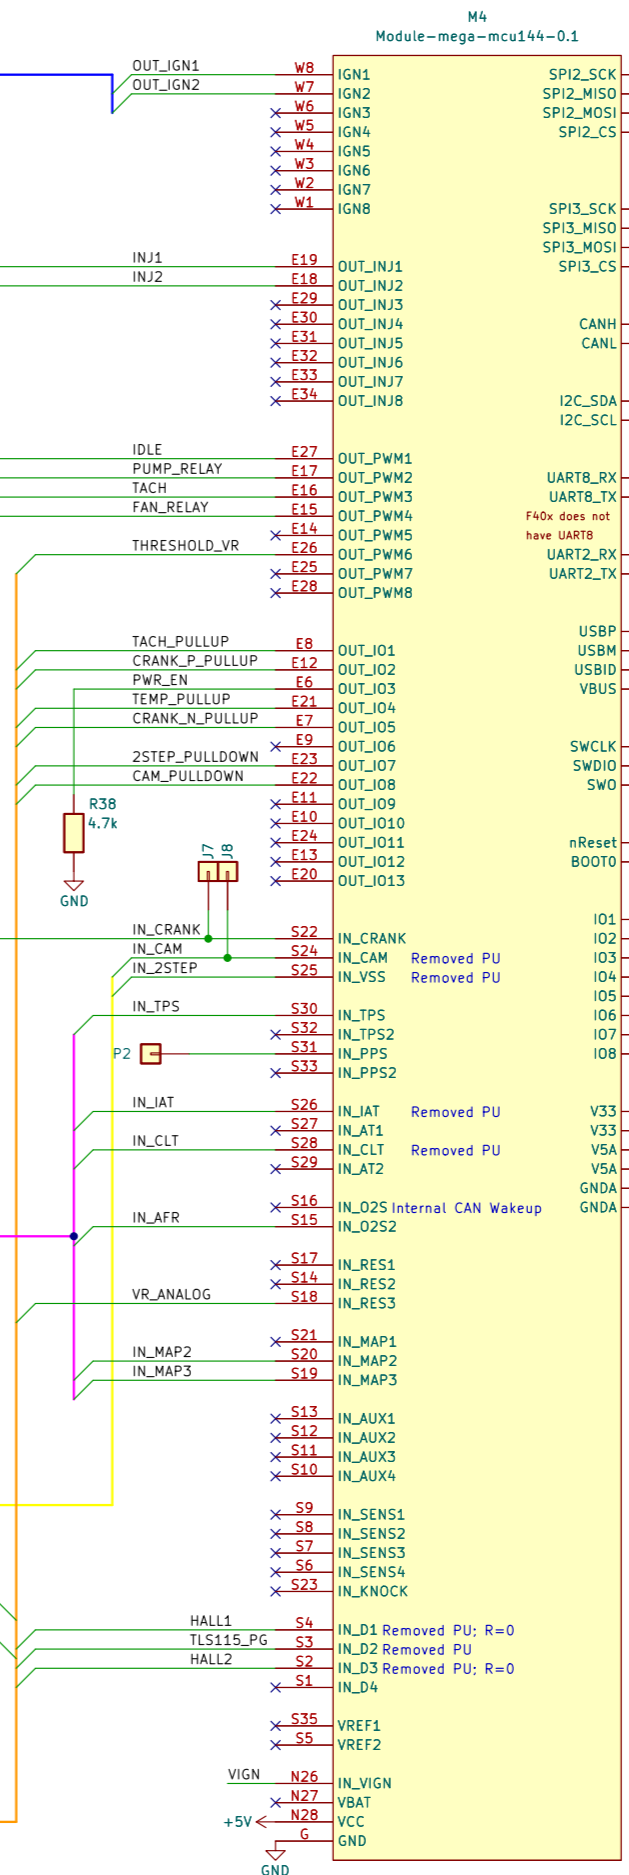 M4
Module-mega-mcu144-0.1
OUT_IGN1 W8 IGN1 SPI2_SCK
OUT_IGN2 W7 IGN2 SPI2_MISO
W6 IGN3 SPI2_MOSI
W5 IGN4 SPI2_CS
W4 IGN5
W3 IGN6
W2 IGN7
W1 IGN8 SPI3_SCK
SPI3_MISO
SPI3_MOSI
INJ1 E19 OUT_INJ1 SPI3_CS
INJ2 E18 OUT_INJ2
E29 OUT_INJ3
E30 OUT_INJ4 CANH
E31 OUT_INJ5 CANL
E32 OUT_INJ6
E33 OUT_INJ7
E34 OUT_INJ8 I2C_SDA
I2C_SCL
IDLE E27 OUT_PWM1
PUMP_RELAY E17 OUT_PWM2 UART8_RX
TACH E16 OUT_PWM3 UART8_TX
FAN_RELAY E15 OUT_PWM4 F40x does not
E14 OUT_PWM5 have UART8
THRESHOLD_VR E26 OUT_PWM6 UART2_RX
E25 OUT_PWM7 UART2_TX
E28 OUT_PWM8
USBP
TACH_PULLUP E8 OUT_IO1 USBM
CRANK_P_PULLUP E12 OUT_IO2 USBID
PWR_EN E6 OUT_IO3 VBUS
TEMP_PULLUP E21 OUT_IO4
CRANK_N_PULLUP E7 OUT_IO5
E9 OUT_IO6 SWCLK
2STEP_PULLDOWN E23 OUT_IO7 SWDIO
CAM_PULLDOWN E22 OUT_IO8 SWO
R38 E11 OUT_IO9
4.7k E10 OUT_IO10
E24 OUT_IO11 nReset
J7 J8 E13 OUT_IO12 BOOT0
E20 OUT_IO13
GND
IO1
IN_CRANK S22 IN_CRANK IO2
IN_CAM S24 IN_CAM Removed PU IO3
IN_2STEP S25 IN_VSS Removed PU IO4
IO5
IN_TPS S30 IN_TPS IO6
S32 IN_TPS2 IO7
P2 S31 IN_PPS IO8
S33 IN_PPS2
IN_IAT S26 IN_IAT Removed PU V33
S27 IN_AT1 V33
IN_CLT S28 IN_CLT Removed PU V5A
S29 IN_AT2 V5A
GNDA
S16 IN_O2S Internal CAN Wakeup GNDA
IN_AFR S15 IN_O2S2
S17 IN_RES1
S14 IN_RES2
VR_ANALOG S18 IN_RES3
S21 IN_MAP1
IN_MAP2 S20 IN_MAP2
IN_MAP3 S19 IN_MAP3
S13 IN_AUX1
S12 IN_AUX2
S11 IN_AUX3
S10 IN_AUX4
S9 IN_SENS1
S8 IN_SENS2
S7 IN_SENS3
S6 IN_SENS4
S23 IN_KNOCK
HALL1 S4 IN_D1 Removed PU; R=0
TLS115_PG S3 IN_D2 Removed PU
HALL2 S2 IN_D3 Removed PU; R=0
S1 IN_D4
S35 VREF1
S5 VREF2
VIGN N26 IN_VIGN
N27 VBAT
+5V N28 VCC
G GND
GND